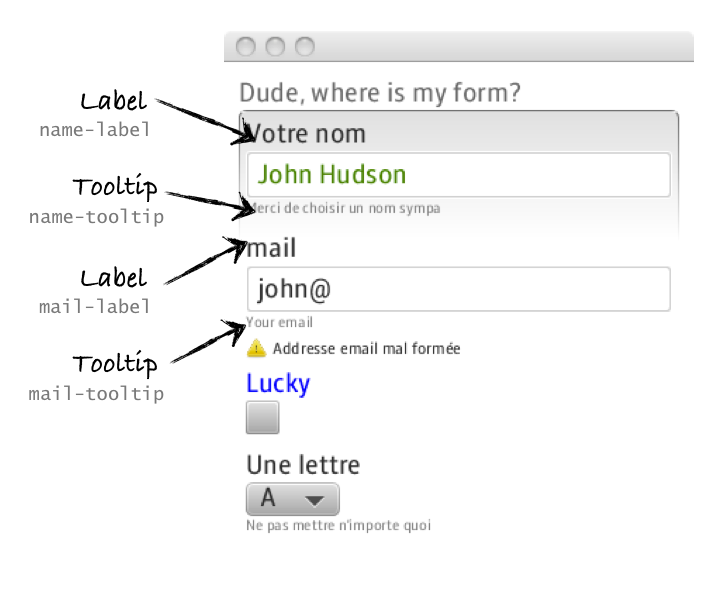 Dude, where is my form?
Label
name-label
Votre nom
John Hudson
Tooltip
name-tooltip
Merci de choisir un nom sympa
mail
Label
mail-label
john@
Your email
Tooltip
mail-tooltip
Addresse email mal formée
Lucky
Une lettre
A
Ne pas mettre n'importe quoi